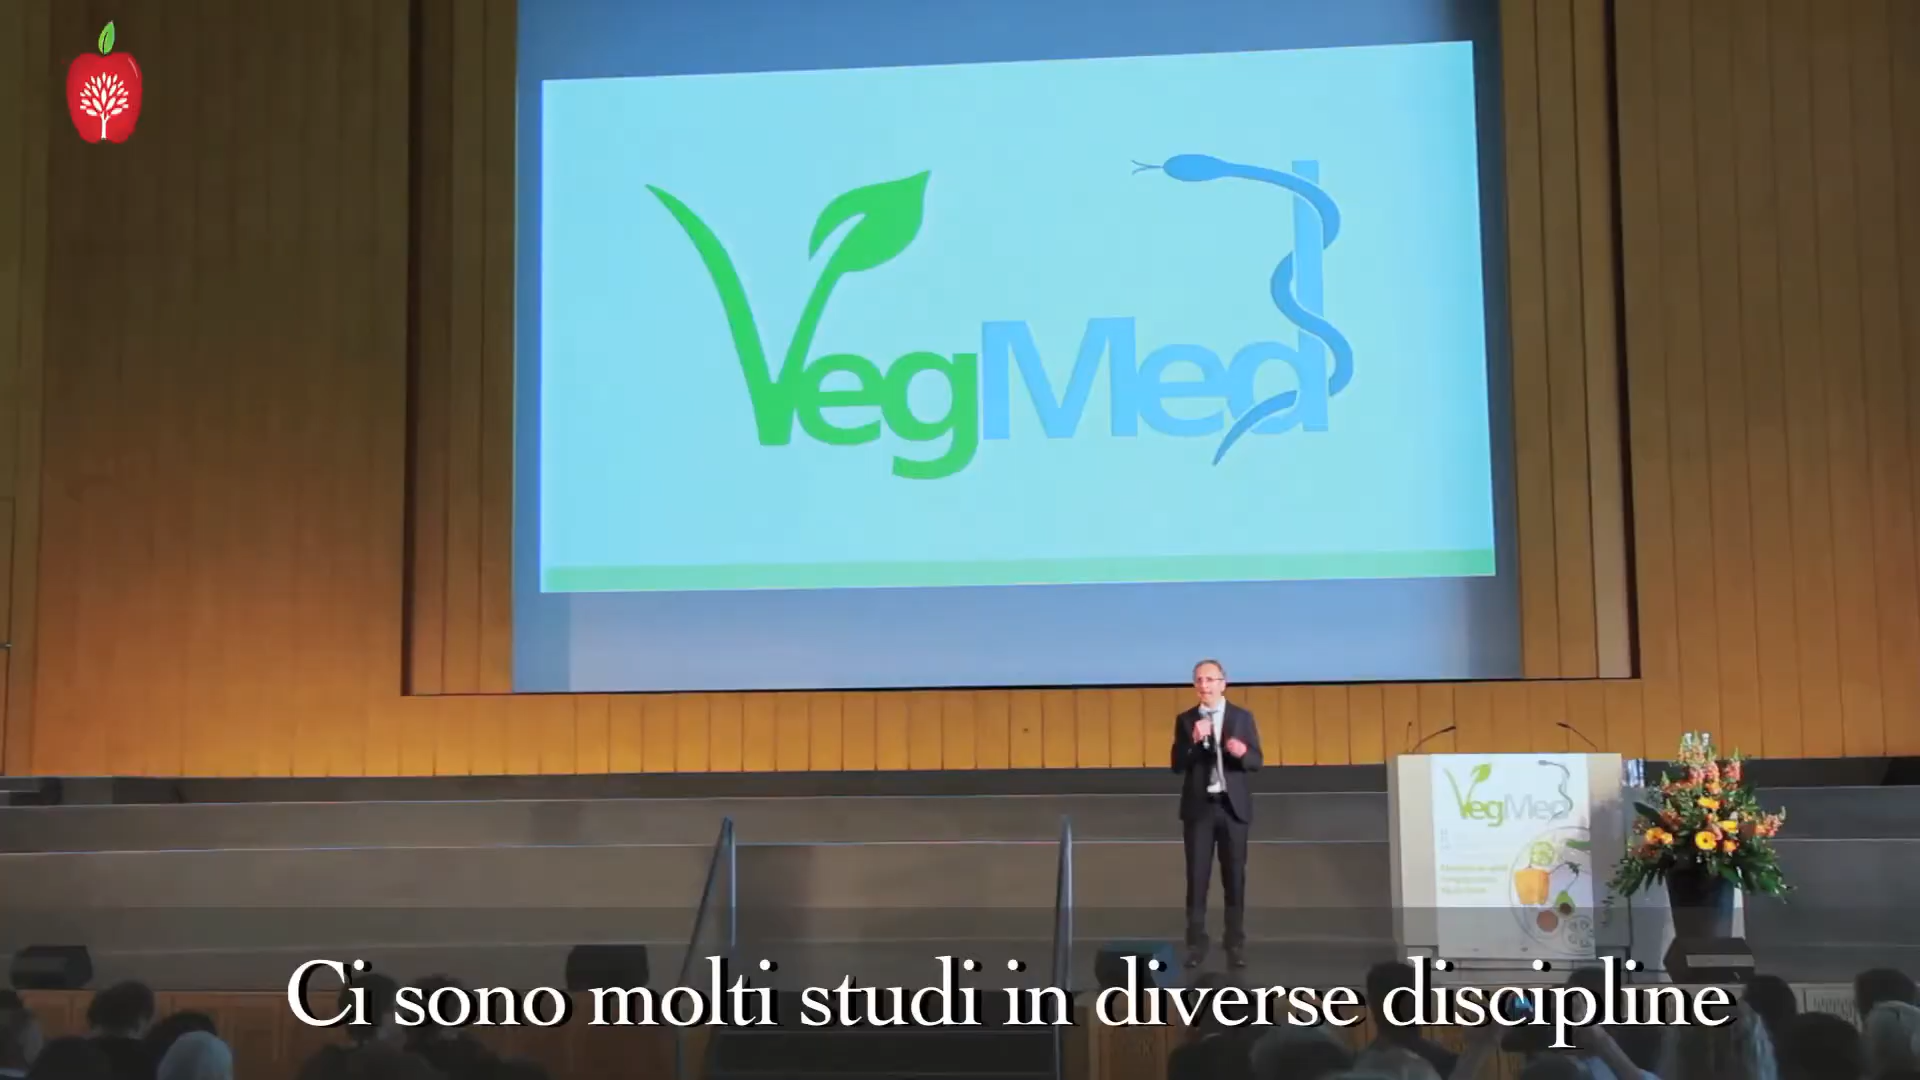 VegMed
VegMed
Ci sono molti studi in diverse discipline